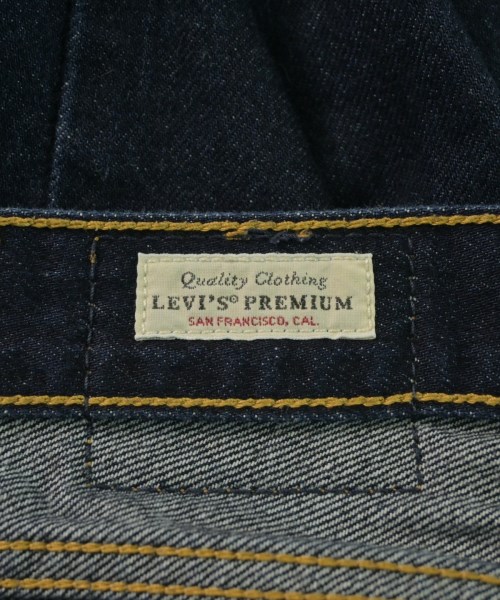 Quality Clothing
LEVI'S® PREMIUM
SAN FRANCISCO, CAL.